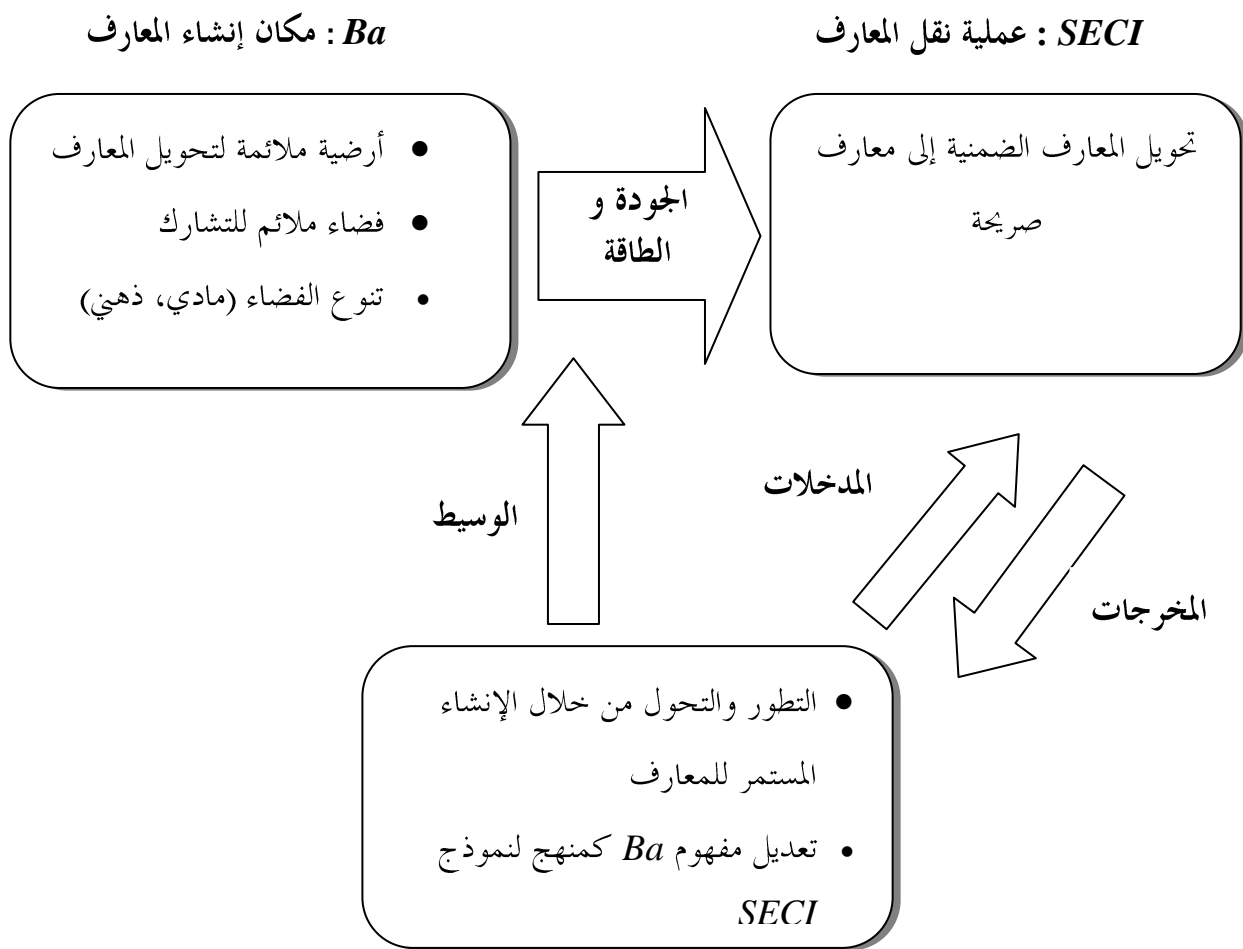 SECI : عملية نقل المعارف
Ba : مكان إنشاء المعارف
تحويل المعارف الضمنية إلى معارف
صريحة
الجودة و
الطاقة
● أرضية ملائمة لتحويل المعارف
● فضاء ملائم للتشارك
• تنوع الفضاء (مادي، ذهني)
المدخلات
الوسيط
المخرجات
● التطور والتحول من خلال الإنشاء
المستمر للمعارف
• تعديل مفهوم Ba كمنهج لنموذج
SECI